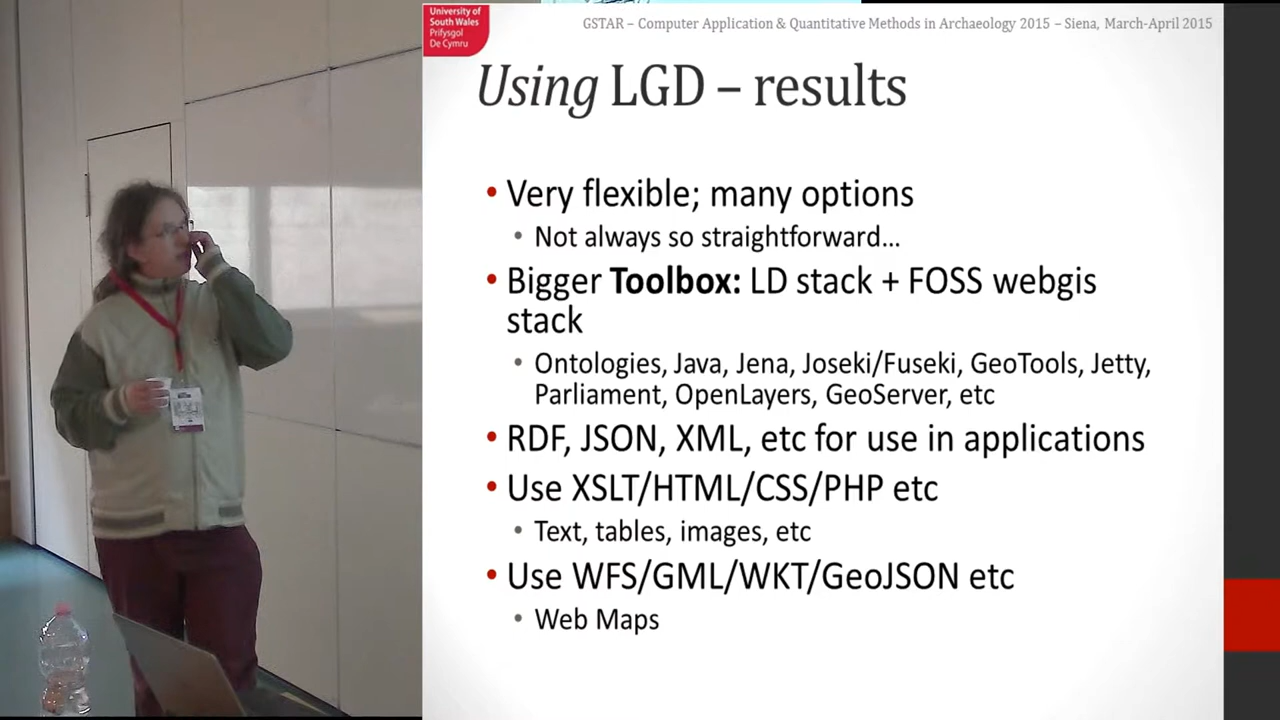 University of
South Wales
Prifysgol
De Cymru
GSTAR – Computer Application & Quantitative Methods in Archaeology 2015 – Siena, March-April 2015
Using LGD – results
• Very flexible; many options
• Not always so straightforward...
• Bigger Toolbox: LD stack + FOSS webgis
stack
• Ontologies, Java, Jena, Joseki/Fuseki, GeoTools, Jetty,
Parliament, OpenLayers, GeoServer, etc
• RDF, JSON, XML, etc for use in applications
• Use XSLT/HTML/CSS/PHP etc
• Text, tables, images, etc
• Use WFS/GML/WKT/GeoJSON etc
• Web Maps